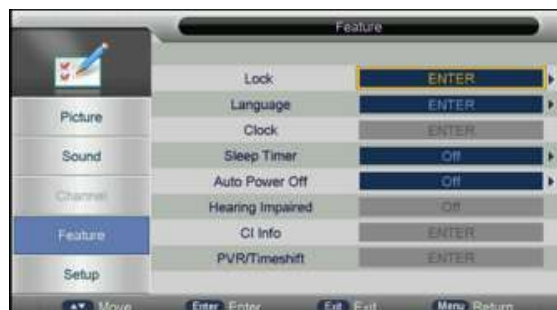 Feature
Lock ENTER
Language ENTER
Clock ENTER
Sleep Timer Off
Auto Power Off Off
Hearing Impaired Off
CI Info ENTER
PVR/Timeshift ENTER
Picture
Sound
Channel
Feature
Setup
Move Enter Enter Exit Exit Menu Return